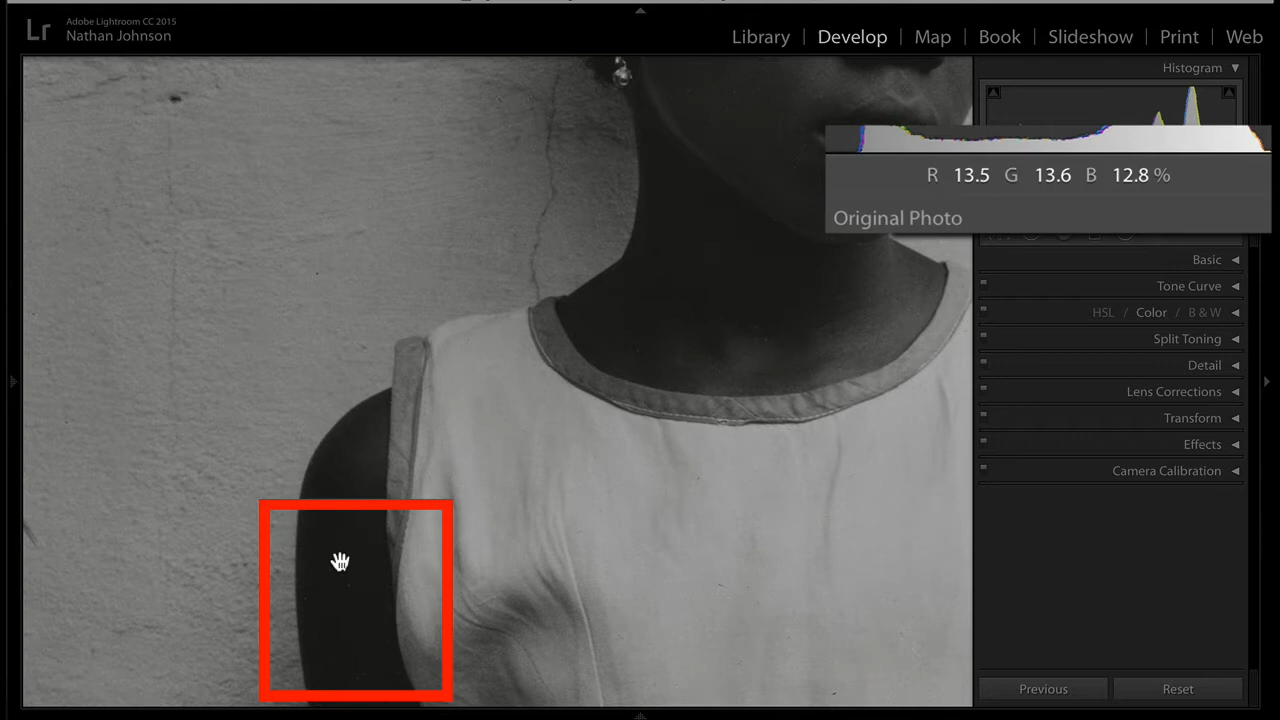 Lr
Adobe Lightroom CC 2015
Nathan Johnson
Library | Develop | Map | Book | Slideshow | Print | Web
Histogram
R 13.5 G 13.6 B 12.8 %
Original Photo
Basic
Tone Curve
HSL / Color / B & W
Split Toning
Detail
Lens Corrections
Transform
Effects
Camera Calibration
Previous
Reset